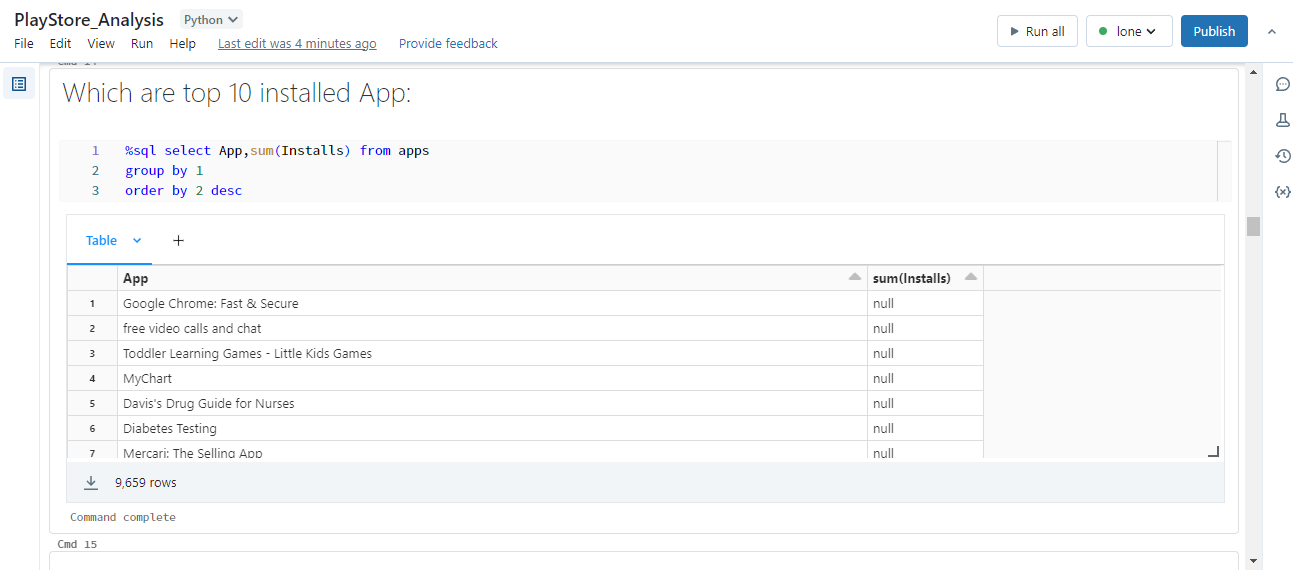 PlayStore_Analysis Python
File Edit View Run Help Last edit was 4 minutes ago Provide feedback
Run all lone Publish
Which are top 10 installed App:
1 %sql select App,sum(Installs) from apps
2 group by 1
3 order by 2 desc
Table +
App sum(Installs)
1 Google Chrome: Fast & Secure null
2 free video calls and chat null
3 Toddler Learning Games - Little Kids Games null
4 MyChart null
5 Davis's Drug Guide for Nurses null
6 Diabetes Testing null
7 Mercari: The Selling App null
9,659 rows
Command complete
Cmd 15